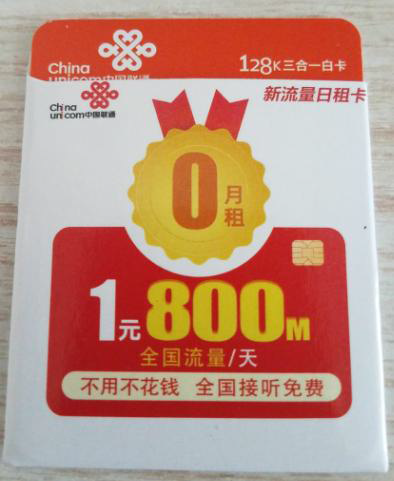 China
unicom中国联通
128K三合一白卡
China
unicom中国联通
新流量日租卡
0月租
1元800M
全国流量/天
不用不花钱 全国接听免费